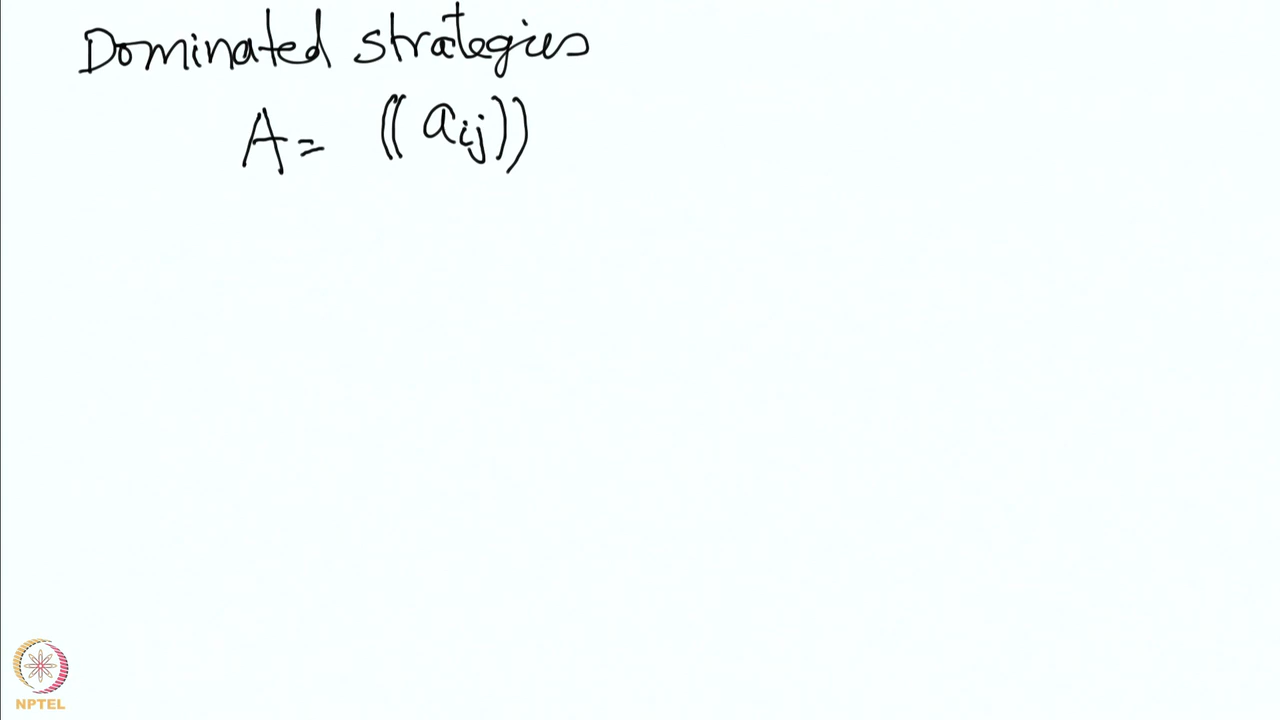 Dominated strategies
A = ((aij))
NPTEL